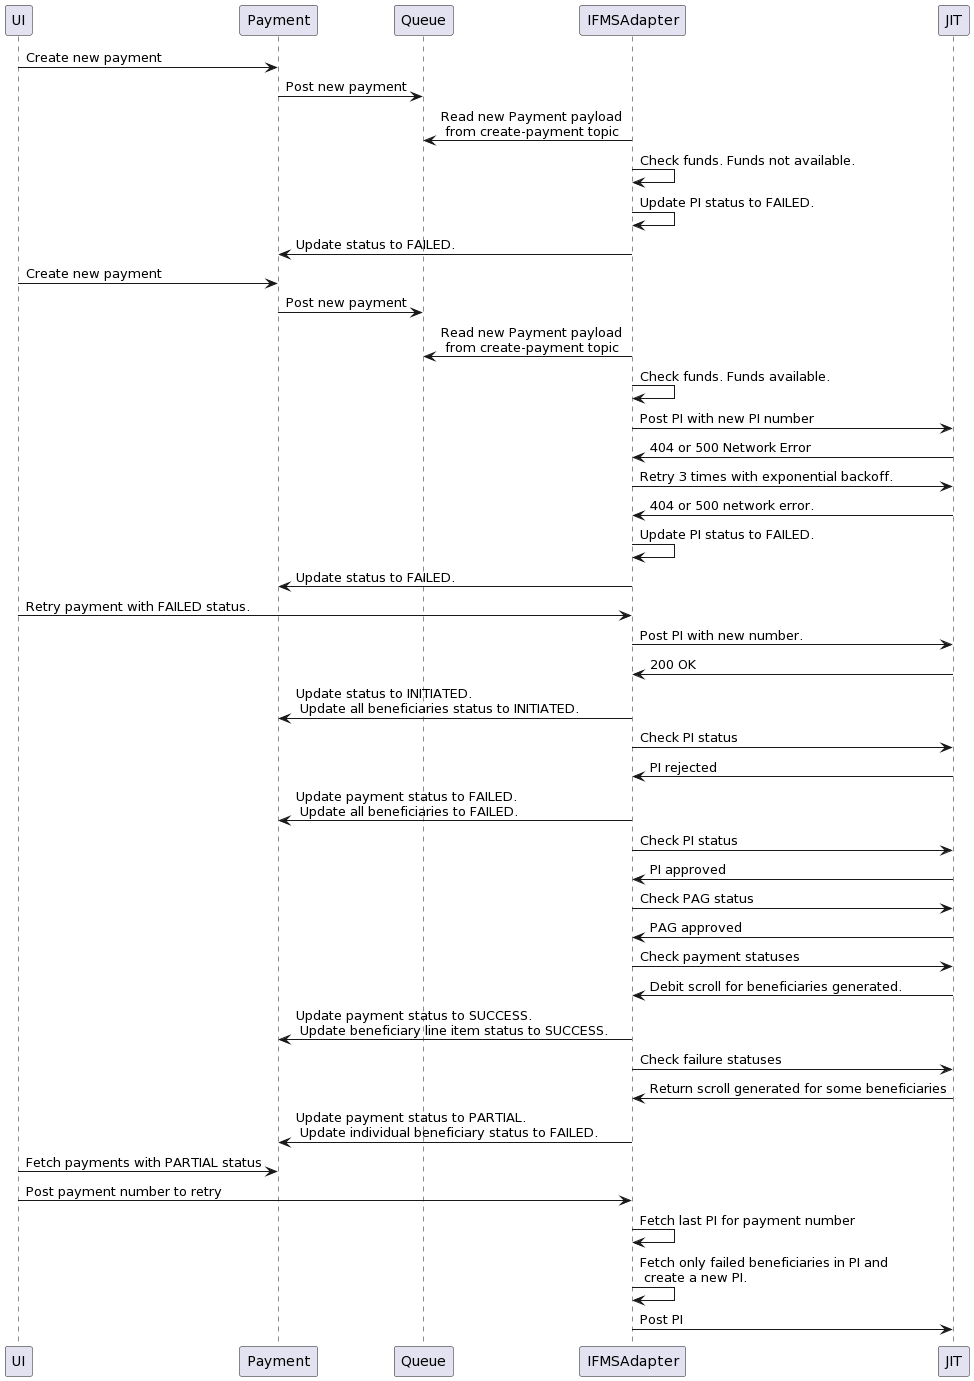 UI Payment Queue IFMSAdapter JIT
Create new payment
Post new payment
Read new Payment payload
from create-payment topic
Check funds. Funds not available.
Update PI status to FAILED.
Update status to FAILED.
Create new payment
Post new payment
Read new Payment payload
from create-payment topic
Check funds. Funds available.
Post PI with new PI number
404 or 500 Network Error
Retry 3 times with exponential backoff.
404 or 500 network error.
Update PI status to FAILED.
Update status to FAILED.
Retry payment with FAILED status.
Post PI with new number.
200 OK
Update status to INITIATED.
Update all beneficiaries status to INITIATED.
Check PI status
PI rejected
Update payment status to FAILED.
Update all beneficiaries to FAILED.
Check PI status
PI approved
Check PAG status
PAG approved
Check payment statuses
Debit scroll for beneficiaries generated.
Update payment status to SUCCESS.
Update beneficiary line item status to SUCCESS.
Check failure statuses
Return scroll generated for some beneficiaries
Update payment status to PARTIAL.
Update individual beneficiary status to FAILED.
Fetch payments with PARTIAL status
Post payment number to retry
Fetch last PI for payment number
Fetch only failed beneficiaries in PI and
create a new PI.
Post PI
UI Payment Queue IFMSAdapter JIT